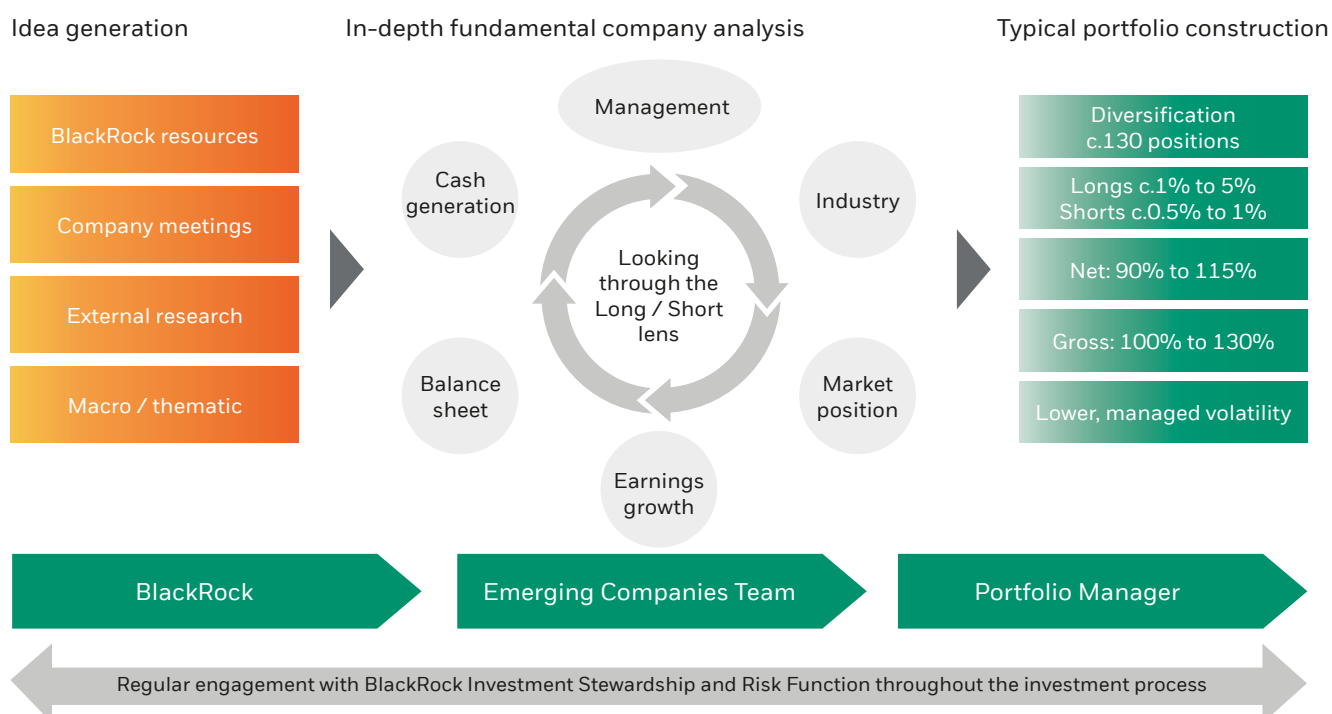 Idea generation
In-depth fundamental company analysis
Typical portfolio construction
BlackRock resources
Company meetings
External research
Macro / thematic
Management
Cash
generation
Industry
Looking
through the
Long / Short
lens
Balance
sheet
Market
position
Earnings
growth
Diversification
c.130 positions
Longs c.1% to 5%
Shorts c.0.5% to 1%
Net: 90% to 115%
Gross: 100% to 130%
Lower, managed volatility
BlackRock
Emerging Companies Team
Portfolio Manager
Regular engagement with BlackRock Investment Stewardship and Risk Function throughout the investment process